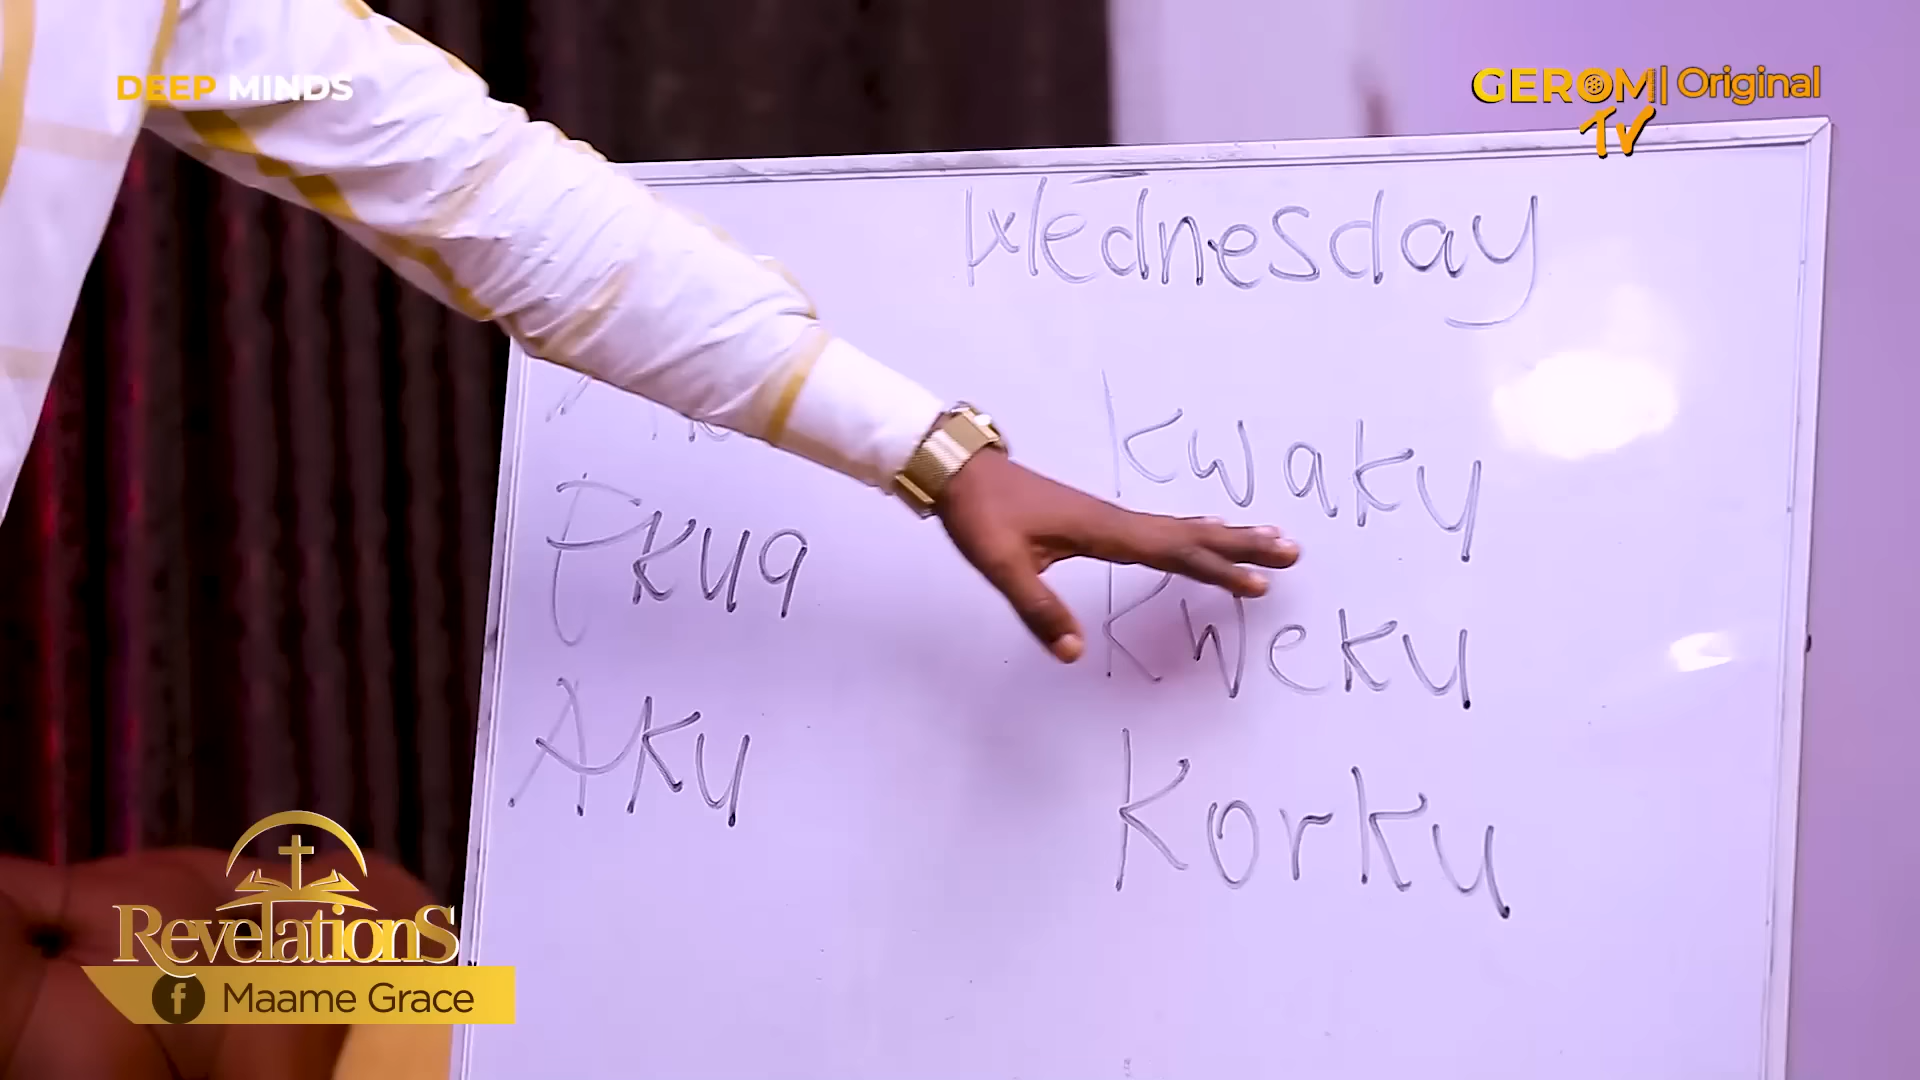 DEEP MINDS
GEROM TV | Original
Wednesday
Kwaku
Ekua
Kweku
Aku
Korku
Revelations
Maame Grace